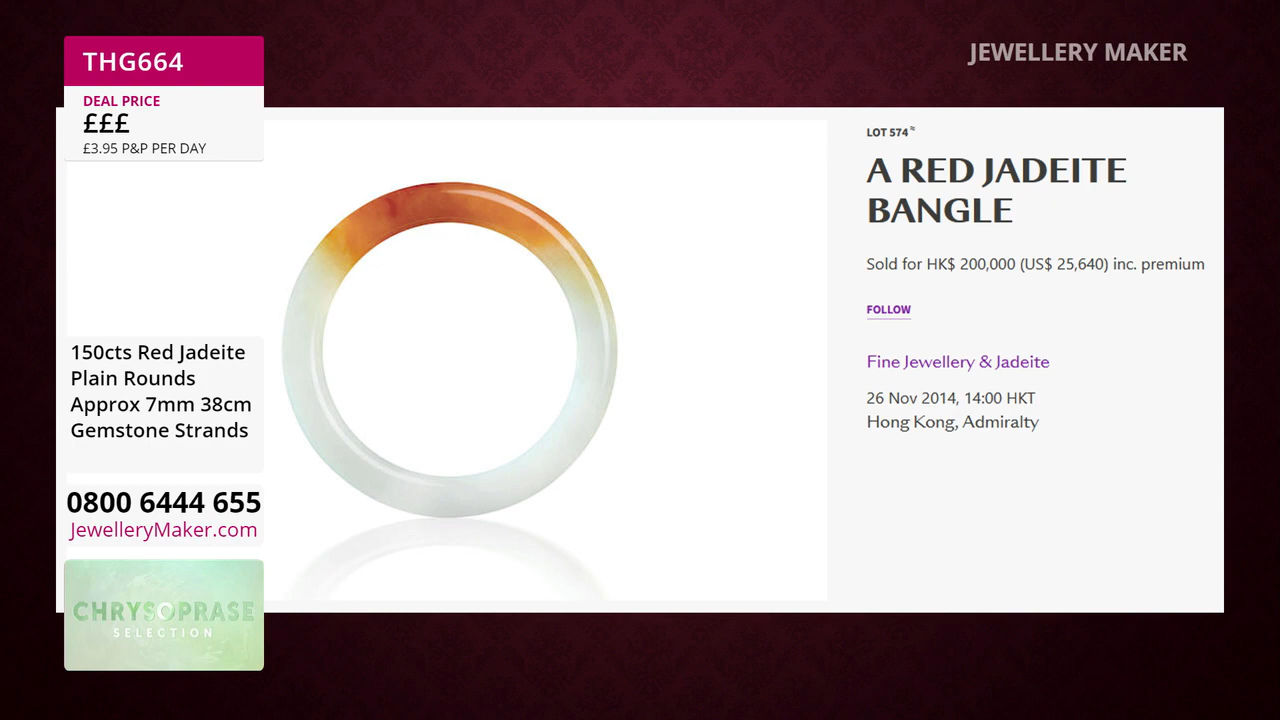 THG664
DEAL PRICE
£££
£3.95 P&P PER DAY
150cts Red Jadeite
Plain Rounds
Approx 7mm 38cm
Gemstone Strands
0800 6444 655
JewelleryMaker.com
CHRYSOPRASE
SELECTION
JEWELLERY MAKER
LOT 574≈
A RED JADEITE
BANGLE
Sold for HK$ 200,000 (US$ 25,640) inc. premium
FOLLOW
Fine Jewellery & Jadeite
26 Nov 2014, 14:00 HKT
Hong Kong, Admiralty